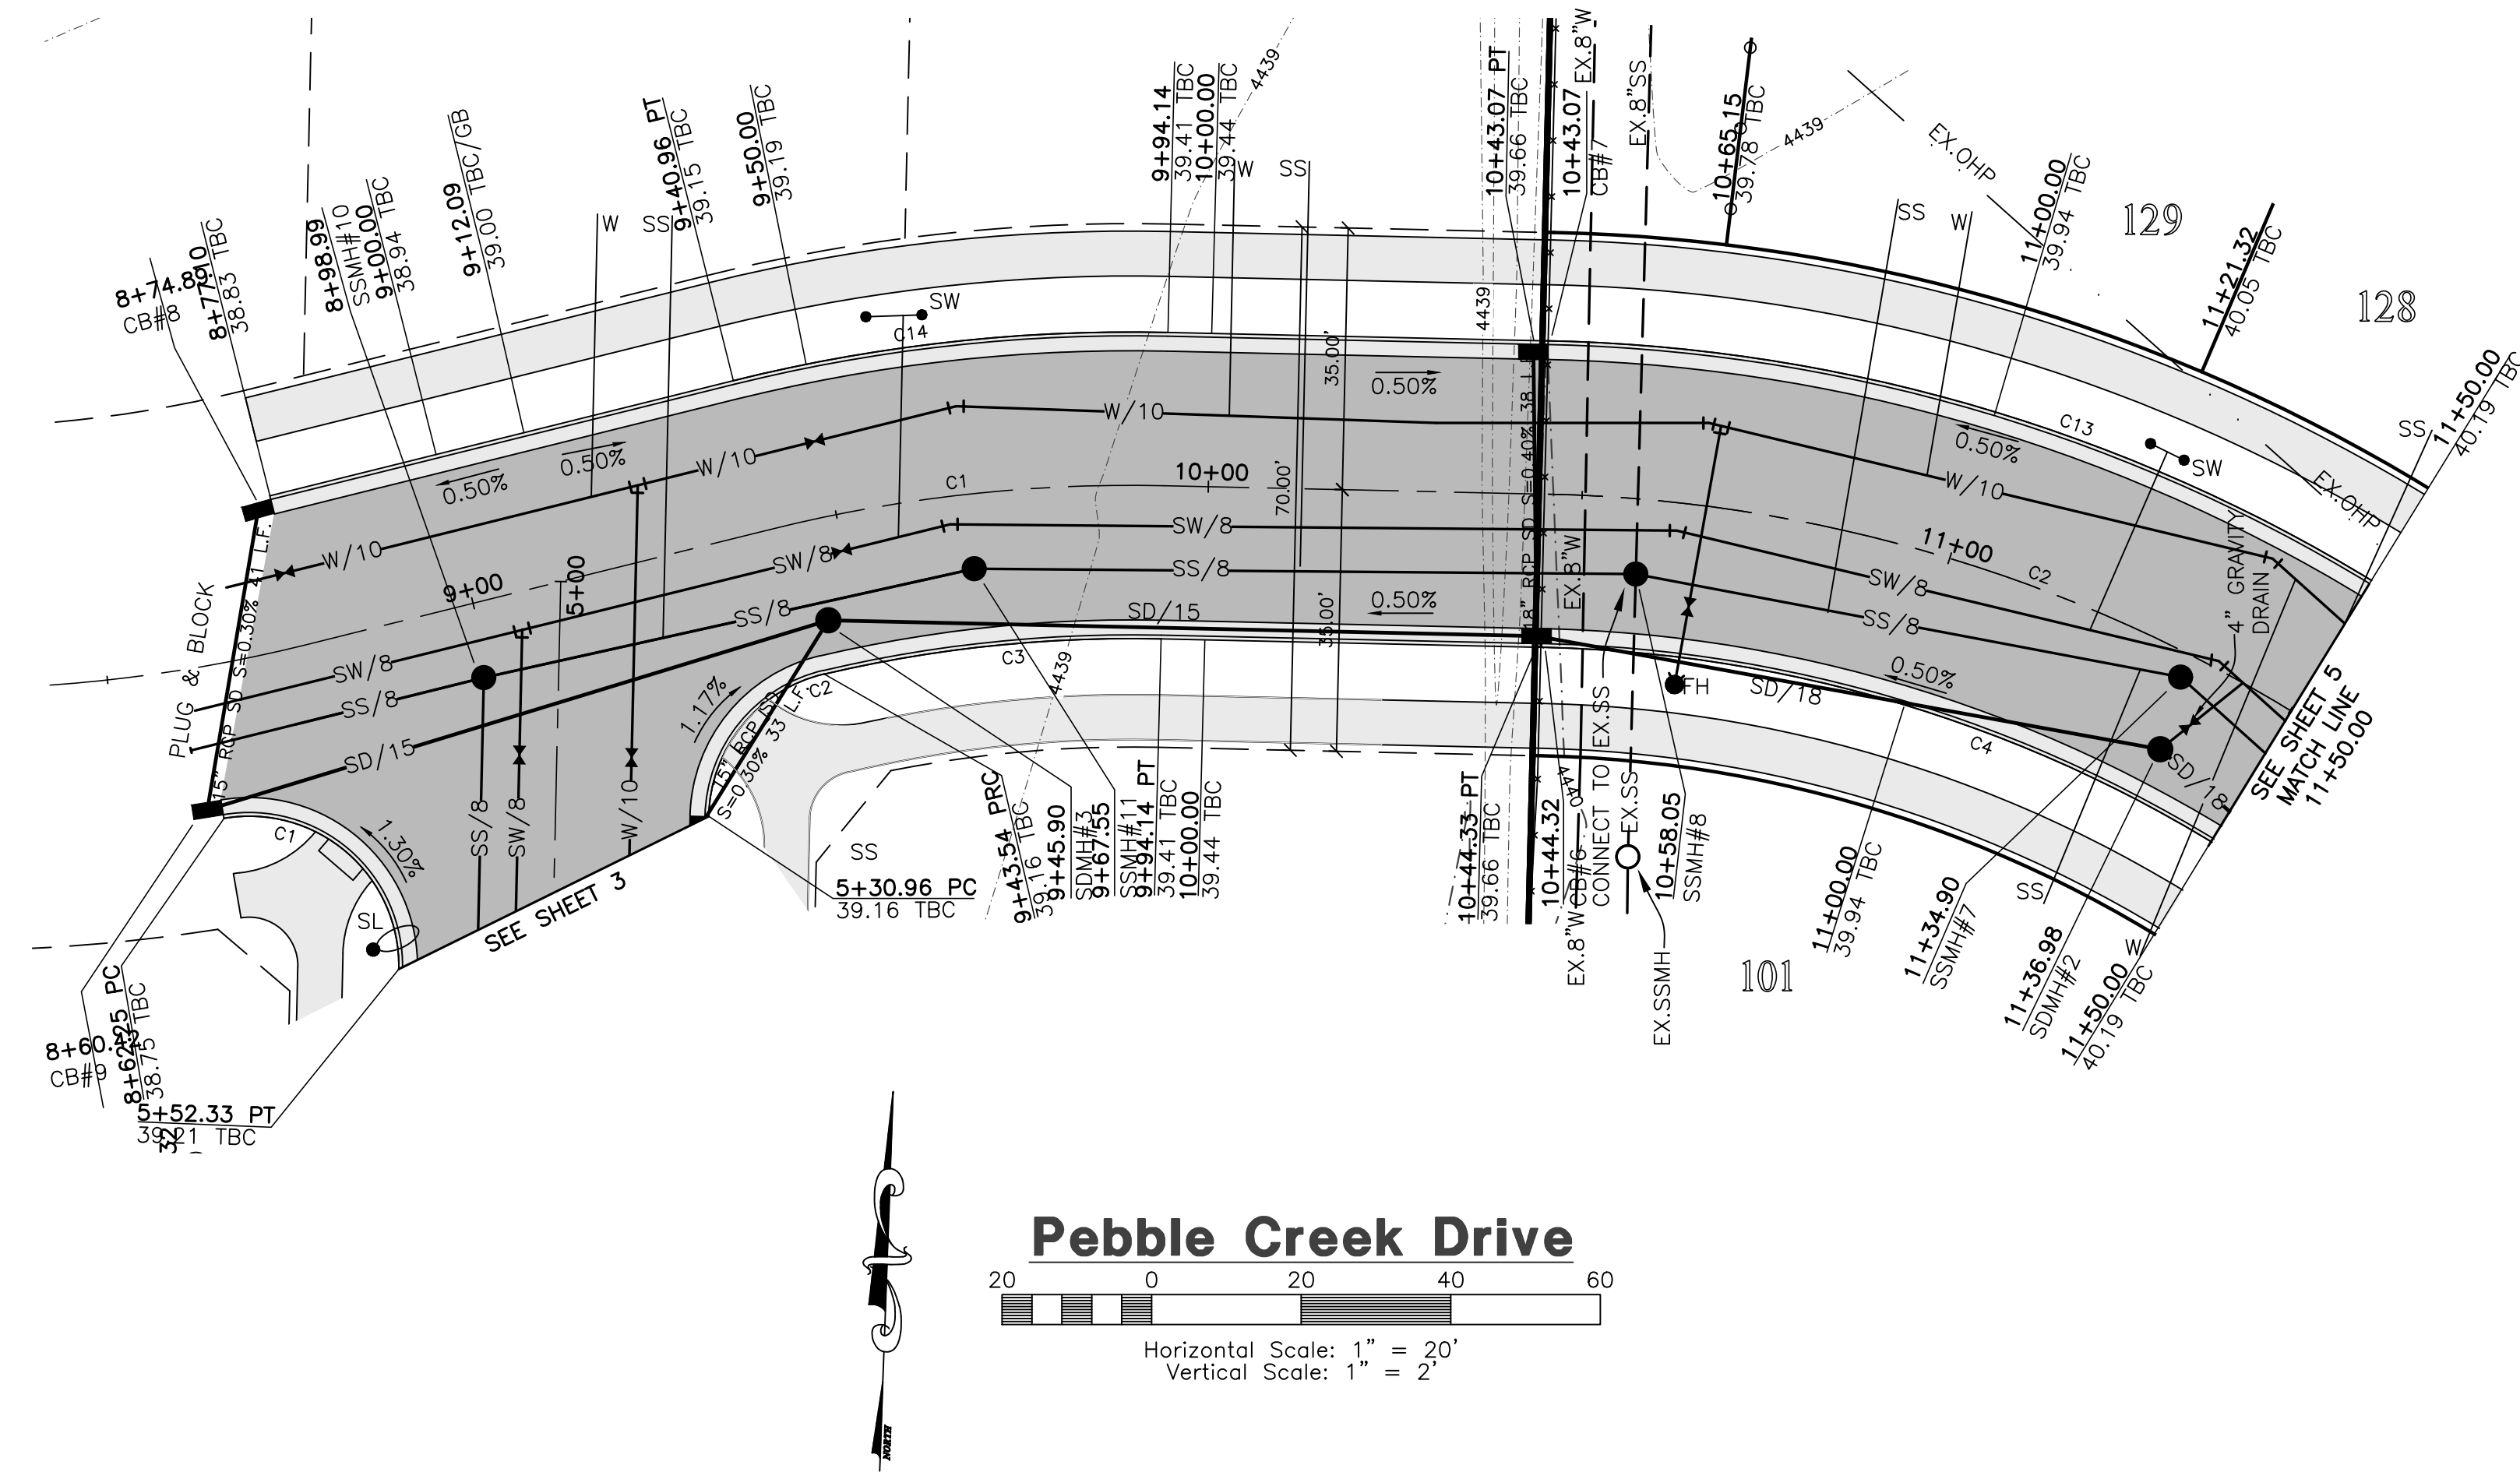 8+74.89
CB#8
8+77.10
38.83 TBC
8+98.99
SSMH#10
9+00.00
38.94 TBC
9+12.09
39.00 TBC/GB
W
SS
9+40.96 PT
39.15 TBC
9+50.00
39.19 TBC
SW
C14
9+94.14
39.41 TBC
10+00.00
39.44 TBC
W
SS
4439
10+43.07 PT
39.66 TBC
10+43.07
CB#7
EX.8"W
EX.8"SS
10+65.15
39.78
4439
EX.OHP
SS
W
11+00.00
39.94 TBC
129
11+21.32
40.05 TBC
128
SS
11+50.00
40.19 TBC
C13
SW
EX.OHP
4439
35.00'
0.50%
0.50%
0.50%
0.50%
W/10
W/10
W/10
W/10
C1
10+00
70.00'
18" RCP SD S=0.40% 38 L.F.
11+00
C2
PLUG & BLOCK
15" RCP SD S=0.30% 41 L.F.
9+00
5+00
SW/8
SW/8
SW/8
SW/8
SS/8
SS/8
SS/8
SS/8
SD/15
SD/15
0.50%
35.00'
EX.8"W
4" GRAVITY
DRAIN
0.50%
FH
SD/18
SD/18
SEE SHEET 5
MATCH LINE
11+50.00
C3
4439
C2
C4
1.17%
15" RCP SD
S=0.30% 33 L.F.
SS/8
SW/8
W/10
C1
1.30%
SL
SEE SHEET 3
SS
5+30.96 PC
39.16 TBC
9+43.54 PRC
39.16 TBC
9+45.90
SDMH#3
9+67.55
SSMH#11
9+94.14 PT
39.41 TBC
10+00.00
39.44 TBC
10+44.33 PT
39.66 TBC
10+44.32
CB#6
4440
EX.8"W
CONNECT TO EX.SS
EX.SS
EX.SSMH
10+58.05
SSMH#8
101
11+00.00
39.94 TBC
11+34.90
SSMH#7
SS
11+36.98
SDMH#2
W
11+50.00
40.19 TBC
8+60.42
CB#9
8+62.25 PC
38.75 TBC
5+52.33 PT
39.21 TBC
32
NORTH
Pebble Creek Drive
20 0 20 40 60
Horizontal Scale: 1" = 20'
Vertical Scale: 1" = 2'